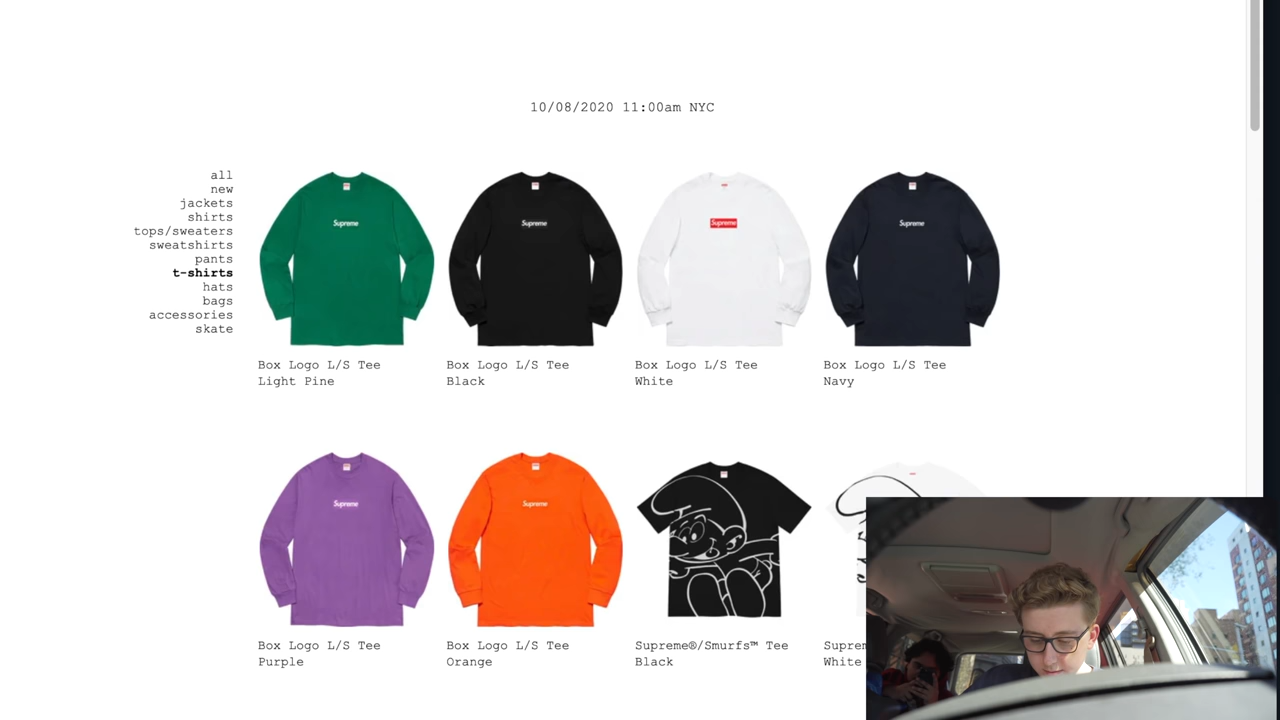 10/08/2020 11:00am NYC
all
new
jackets
shirts
tops/sweaters
sweatshirts
pants
t-shirts
hats
bags
accessories
skate
Supreme
Supreme
Supreme
Supreme
Box Logo L/S Tee
Light Pine
Box Logo L/S Tee
Black
Box Logo L/S Tee
White
Box Logo L/S Tee
Navy
Supreme
Supreme
Box Logo L/S Tee
Purple
Box Logo L/S Tee
Orange
Supreme®/Smurfs™ Tee
Black
Suprem
White